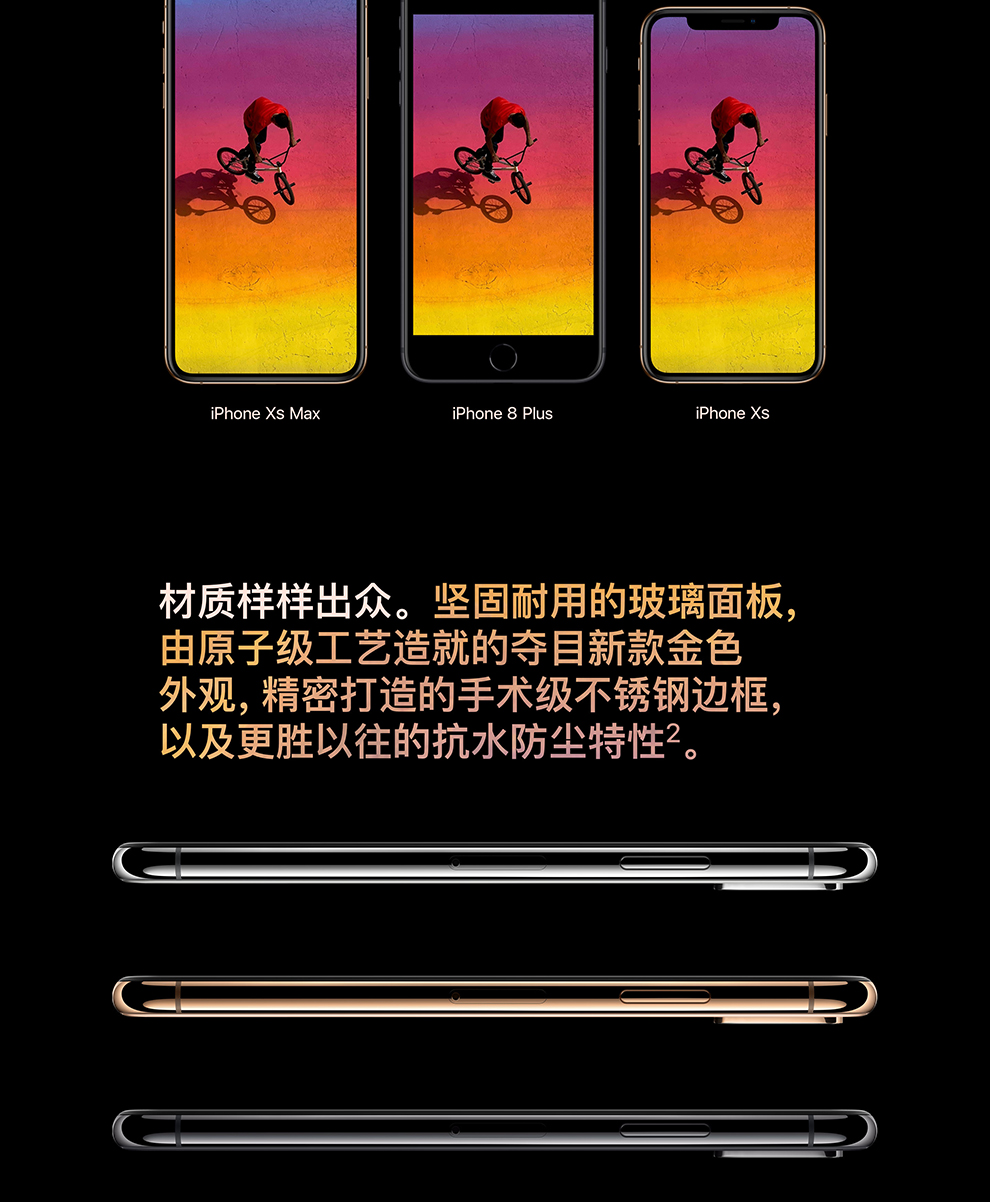 iPhone Xs Max
iPhone 8 Plus
iPhone Xs
材质样样出众。坚固耐用的玻璃面板，
由原子级工艺造就的夺目新款金色
外观，精密打造的手术级不锈钢边框，
以及更胜以往的抗水防尘特性²。